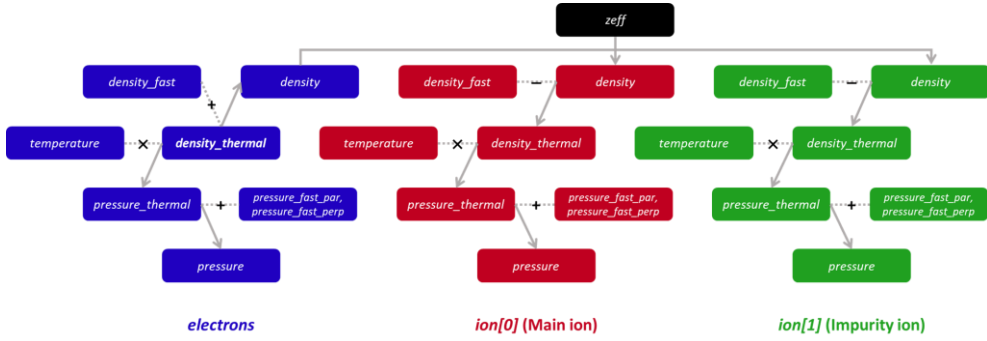 zeff
density_fast
density
density_fast
–
density
density_fast
–
density
+
temperature
×
density_thermal
temperature
×
density_thermal
temperature
×
density_thermal
pressure_thermal
+
pressure_fast_par,
pressure_fast_perp
pressure_thermal
+
pressure_fast_par,
pressure_fast_perp
pressure_thermal
+
pressure_fast_par,
pressure_fast_perp
pressure
pressure
pressure
electrons
ion[0] (Main ion)
ion[1] (Impurity ion)